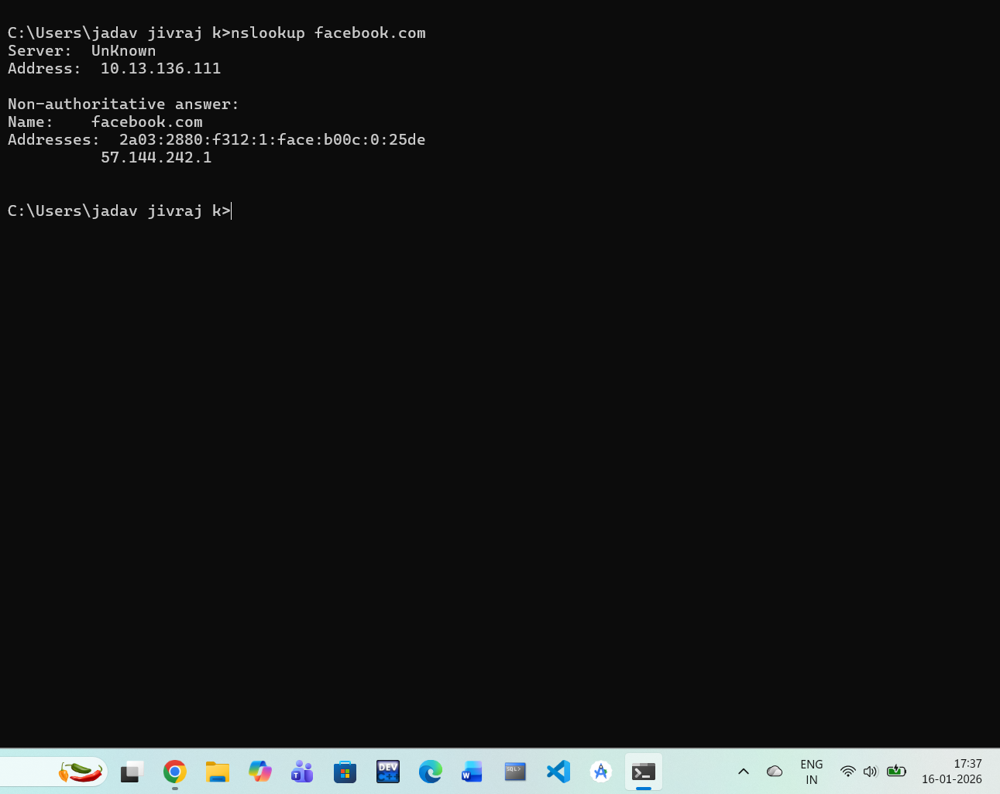 C:\Users\jadav jivraj k>nslookup facebook.com
Server:  UnKnown
Address:  10.13.136.111
Non-authoritative answer:
Name:    facebook.com
Addresses:  2a03:2880:f312:1:face:b00c:0:25de
57.144.242.1
C:\Users\jadav jivraj k>
DEV
C++
T
W
SQL>
ENG
IN
17:37
16-01-2026